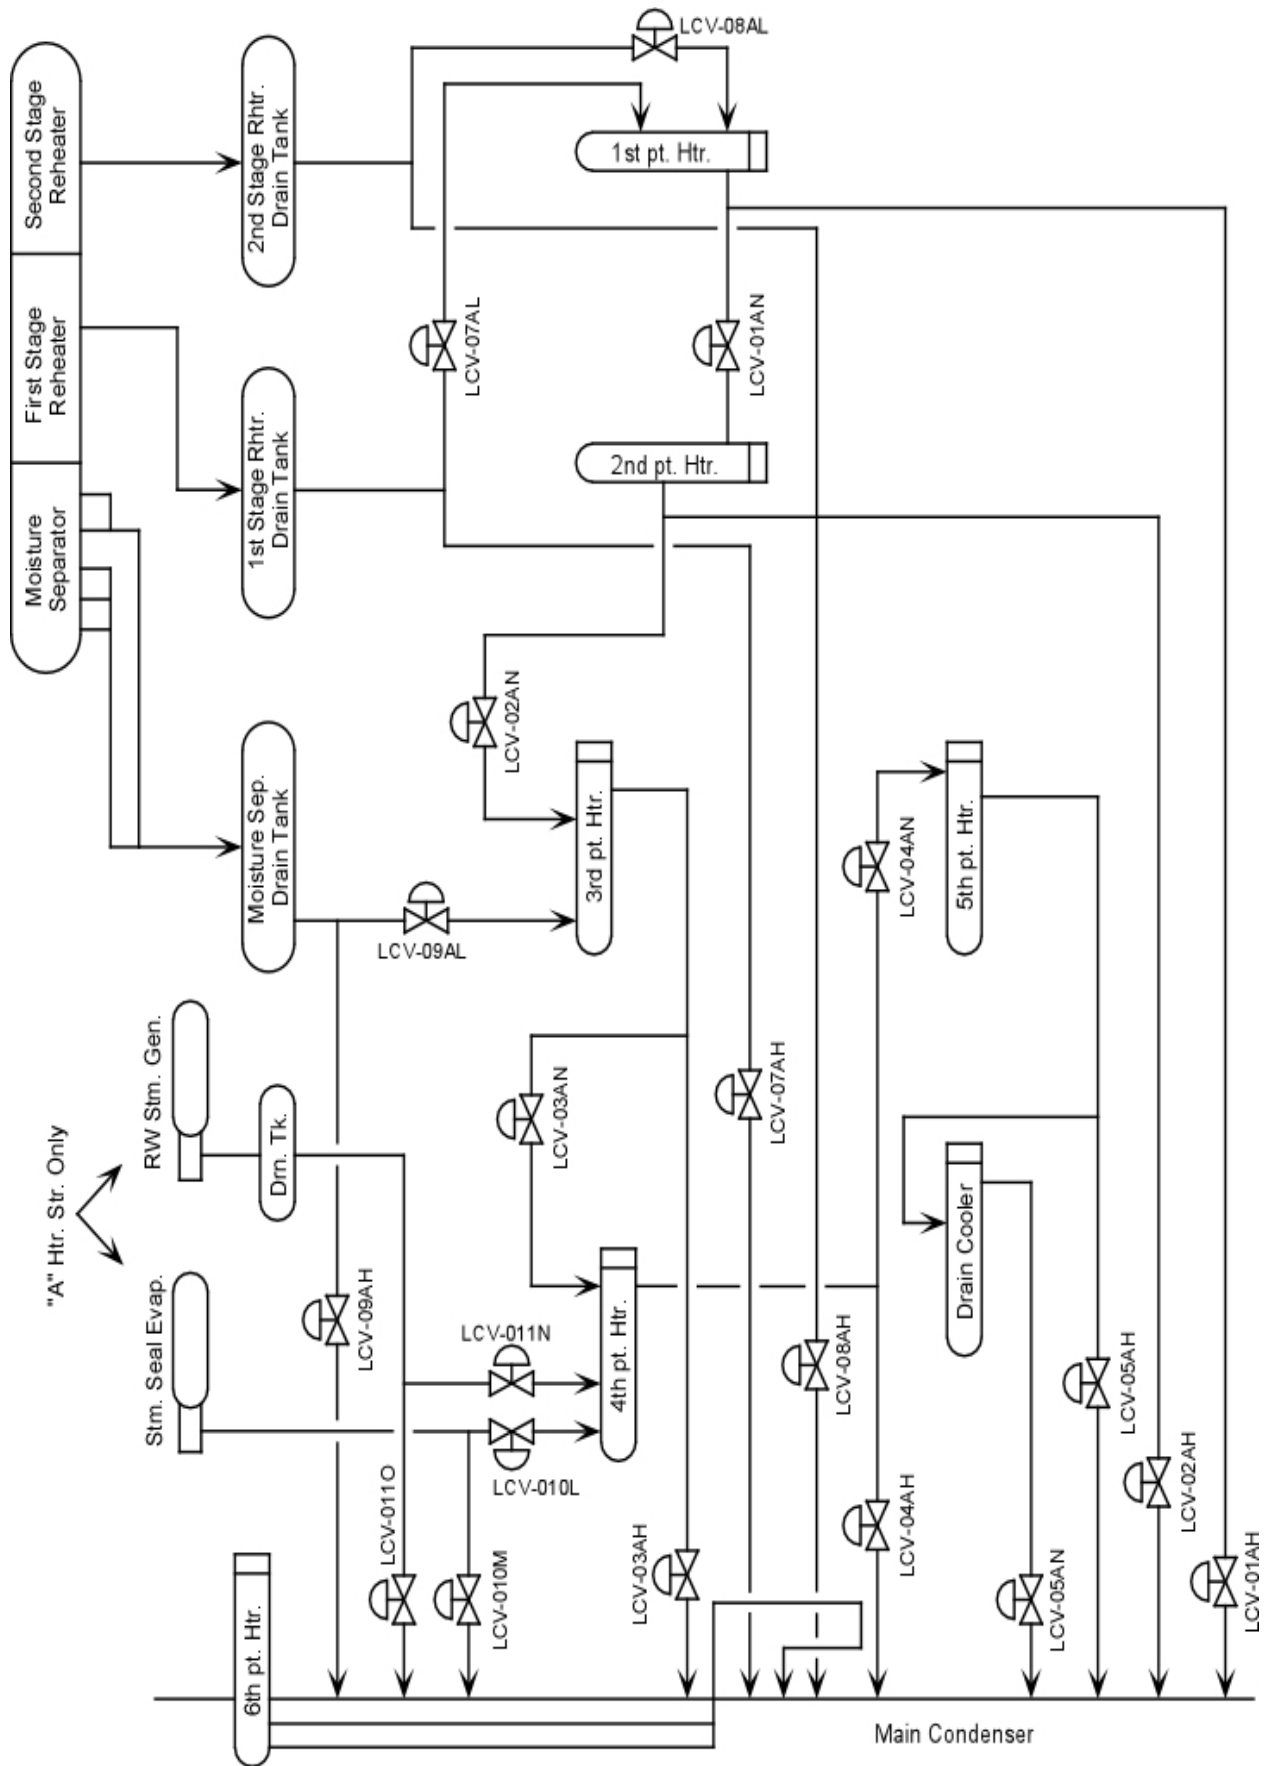 LCV-08AL
Second Stage
Reheater
2nd Stage Rhtr.
Drain Tank
1st pt. Htr.
First Stage
Reheater
LCV-07AL
LCV-01AN
1st Stage Rhtr.
Drain Tank
2nd pt. Htr.
Moisture
Separator
LCV-02AN
Moisture Sep.
Drain Tank
LCV-09AL
3rd pt. Htr.
LCV-04AN
5th pt. Htr.
"A" Htr. Str. Only
RW Stm. Gen.
Drn. Tk.
LCV-03AN
LCV-07AH
Drain Cooler
Stm. Seal Evap.
LCV-09AH
LCV-011N
4th pt. Htr.
LCV-010L
LCV-08AH
LCV-05AH
LCV-011O
LCV-010M
LCV-03AH
LCV-04AH
LCV-05AN
LCV-02AH
LCV-01AH
6th pt. Htr.
Main Condenser